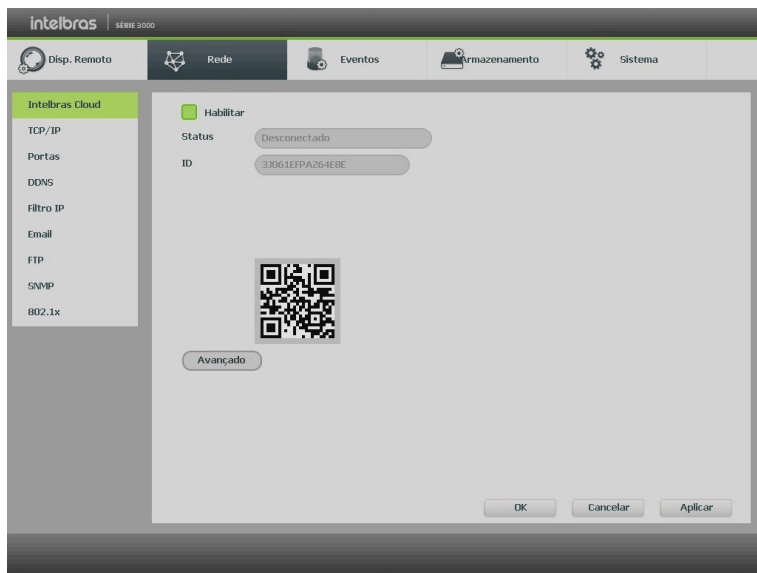 intelbras SÉRIE 3000
Disp. Remoto
Rede
Eventos
Armazenamento
Sistema
Intelbras Cloud
TCP/IP
Portas
DDNS
Filtro IP
Email
FTP
SNMP
802.1x
Habilitar
Status Desconectado
ID 3J061EFPAZ64E8E
Avançado
OK
Cancelar
Aplicar